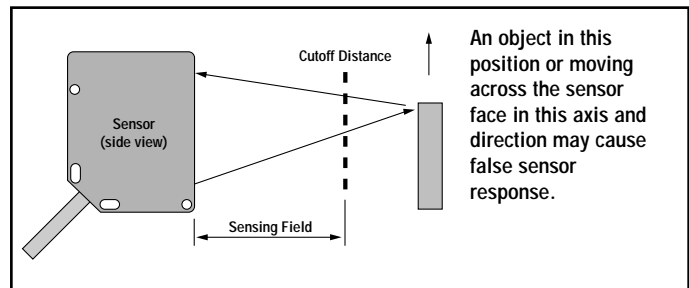 Cutoff Distance
Sensor
(side view)
Sensing Field
An object in this
position or moving
across the sensor
face in this axis and
direction may cause
false sensor
response.